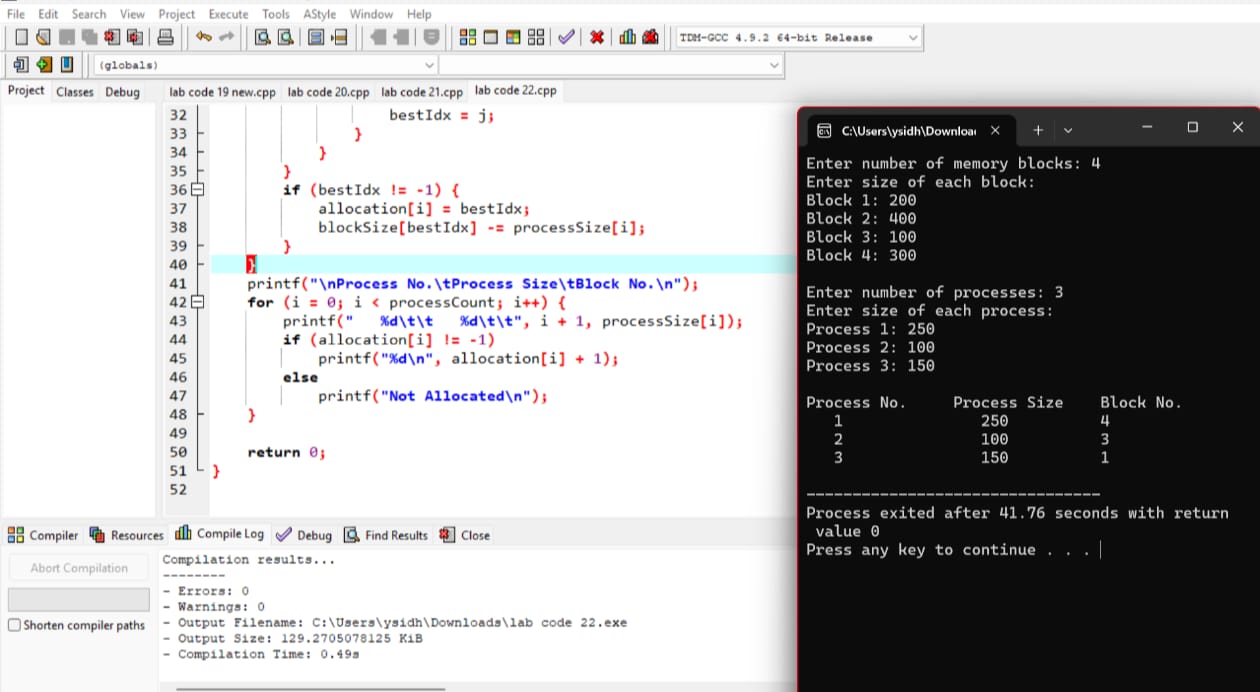 File Edit Search View Project Execute Tools AStyle Window Help
TDM-GCC 4.9.2 64-bit Release
(globals)
Project Classes Debug
lab code 19 new.cpp lab code 20.cpp lab code 21.cpp lab code 22.cpp
32 bestIdx = j;
33 }
34 }
35 }
36 if (bestIdx != -1) {
37 allocation[i] = bestIdx;
38 blockSize[bestIdx] -= processSize[i];
39 }
40 }
41 printf("\nProcess No.\tProcess Size\tBlock No.\n");
42 for (i = 0; i < processCount; i++) {
43 printf("   %d\t\t   %d\t\t", i + 1, processSize[i]);
44 if (allocation[i] != -1)
45 printf("%d\n", allocation[i] + 1);
46 else
47 printf("Not Allocated\n");
48 }
49
50 return 0;
51 }
52
Compiler Resources Compile Log Debug Find Results Close
Abort Compilation
Shorten compiler paths
Compilation results...
--------
- Errors: 0
- Warnings: 0
- Output Filename: C:\Users\ysidh\Downloads\lab code 22.exe
- Output Size: 129.2705078125 KiB
- Compilation Time: 0.49s
C:\Users\ysidh\Downloa
Enter number of memory blocks: 4
Enter size of each block:
Block 1: 200
Block 2: 400
Block 3: 100
Block 4: 300
Enter number of processes: 3
Enter size of each process:
Process 1: 250
Process 2: 100
Process 3: 150
Process No. Process Size Block No.
1 250 4
2 100 3
3 150 1
--------------------------------
Process exited after 41.76 seconds with return
value 0
Press any key to continue . . .